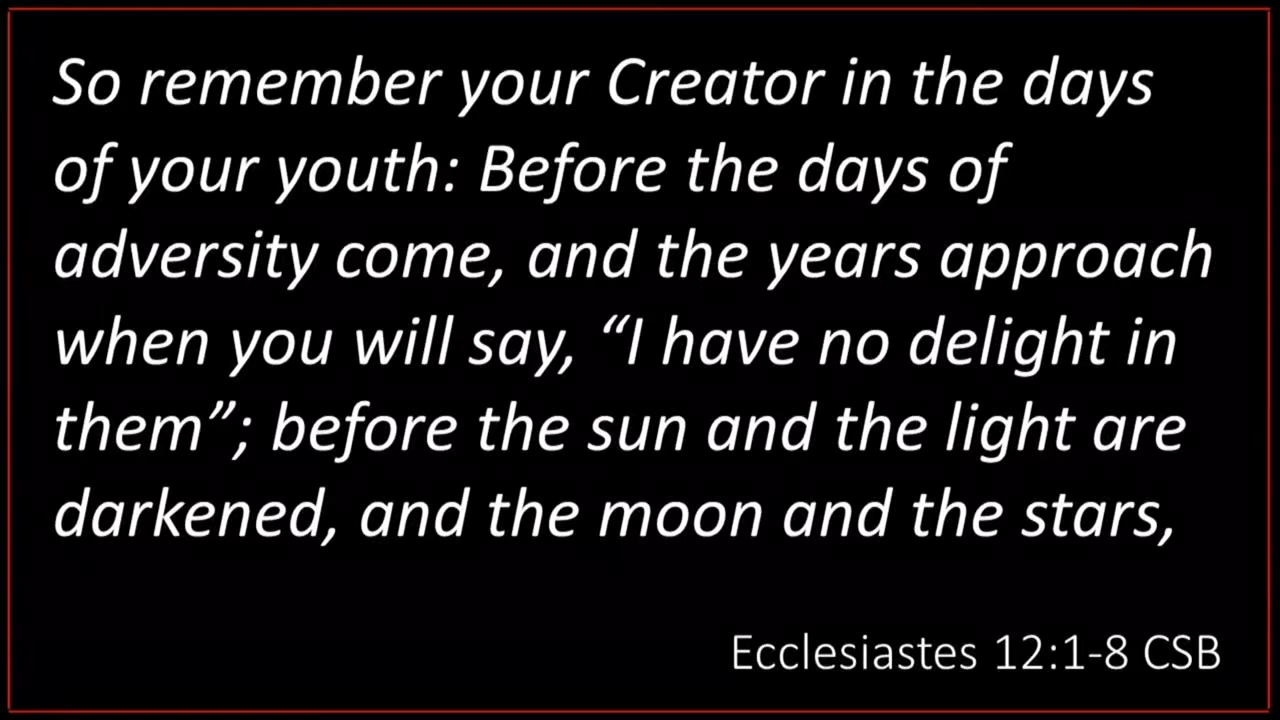 So remember your Creator in the days
of your youth: Before the days of
adversity come, and the years approach
when you will say, “I have no delight in
them”; before the sun and the light are
darkened, and the moon and the stars,
Ecclesiastes 12:1-8 CSB